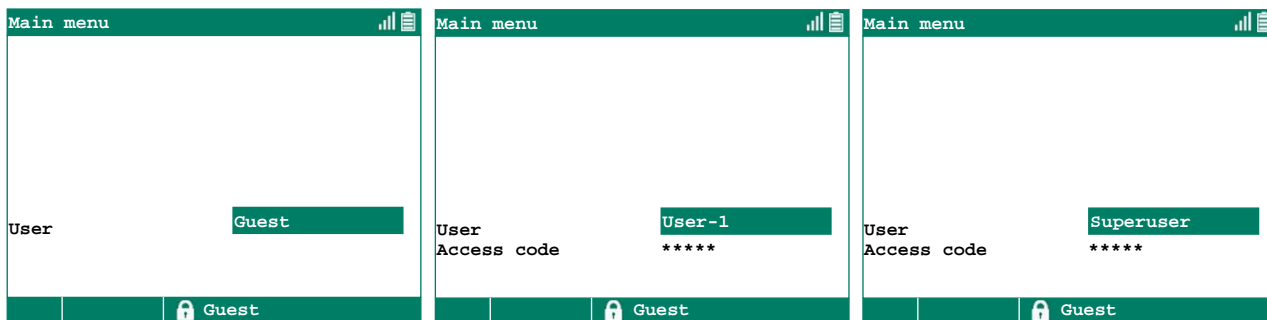 Main menu
User Guest
Guest
Main menu
User User-1
Access code *****
Guest
Main menu
User Superuser
Access code *****
Guest